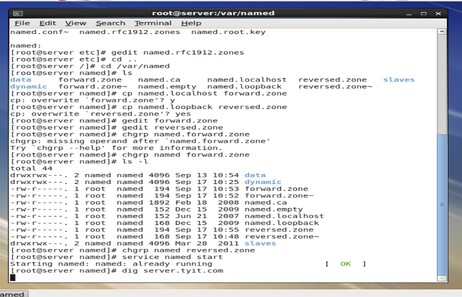 root@server:/var/named
File Edit View Search Terminal Help
named.conf~ named.rfc1912.zones named.root.key
named:
[root@server etc]# gedit named.rfc1912.zones
[root@server etc]# cd ..
[root@server /]# cd /var/named
[root@server named]# ls
data forward.zone named.ca named.localhost reversed.zone slaves
dynamic forward.zone~ named.empty named.loopback reversed.zone~
[root@server named]# cp named.localhost forward.zone
cp: overwrite `forward.zone'? y
[root@server named]# cp named.loopback reversed.zone
cp: overwrite `reversed.zone'? yes
[root@server named]# gedit forward.zone
[root@server named]# gedit reversed.zone
[root@server named]# chgrp named.forward.zone
chgrp: missing operand after `named.forward.zone'
Try `chgrp --help' for more information.
[root@server named]# chgrp named forward.zone
[root@server named]# ls -l
total 44
drwxrwx---. 2 named named 4096 Sep 13 10:54 data
drwxrwx---. 2 named named 4096 Sep 17 10:25 dynamic
-rw-r-----. 1 root named 194 Sep 17 10:53 forward.zone
-rw-r-----. 1 root named 194 Sep 17 10:52 forward.zone~
-rw-r-----. 1 root named 1892 Feb 18 2008 named.ca
-rw-r-----. 1 root named 152 Dec 15 2009 named.empty
-rw-r-----. 1 root named 152 Jun 21 2007 named.localhost
-rw-r-----. 1 root named 168 Dec 15 2009 named.loopback
-rw-r-----. 1 root root 194 Sep 17 10:55 reversed.zone
-rw-r-----. 1 root root 168 Sep 17 10:48 reversed.zone~
drwxrwx---. 2 named named 4096 Mar 28 2011 slaves
[root@server named]# chgrp named reversed.zone
[root@server named]# service named start
Starting named: named: already running [ OK ]
[root@server named]# dig server.tyit.com